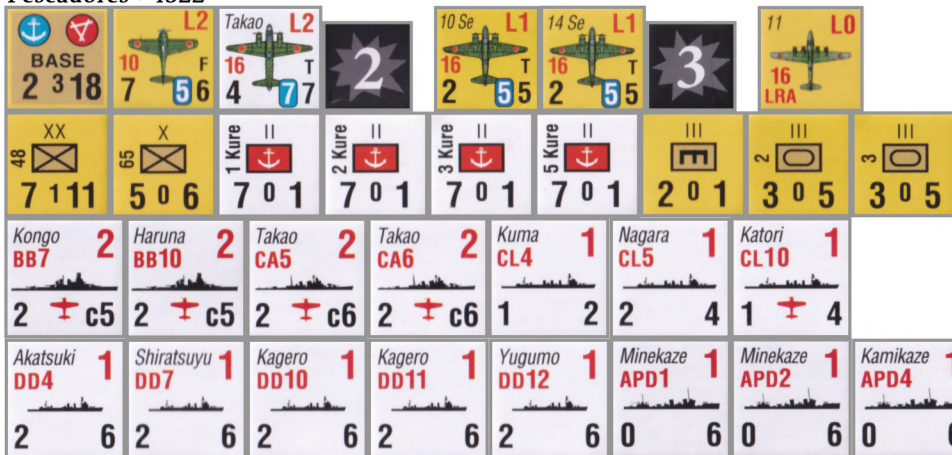 Pescadores - 4822
BASE
2 3 18
L2
10 F
7 5 6
Takao L2
16 T
4 7 7
2
10 Se L1
16 T
2 5 5
14 Se L1
16 T
2 5 5
3
11 L0
16
LRA
48 XX
7 1 11
65 X
5 0 6
1 Kure II
7 0 1
2 Kure II
7 0 1
3 Kure II
7 0 1
5 Kure II
7 0 1
III
E
2 0 1
2 III
3 0 5
3 III
3 0 5
Kongo 2
BB7
2 c5
Haruna 2
BB10
2 c5
Takao 2
CA5
2 c6
Takao 2
CA6
2 c6
Kuma 1
CL4
1 2
Nagara 1
CL5
2 4
Katori 1
CL10
1 4
Akatsuki 1
DD4
2 6
Shiratsuyu 1
DD7
2 6
Kagero 1
DD10
2 6
Kagero 1
DD11
2 6
Yugumo 1
DD12
2 6
Minekaze 1
APD1
0 6
Minekaze 1
APD2
0 6
Kamikaze 1
APD4
0